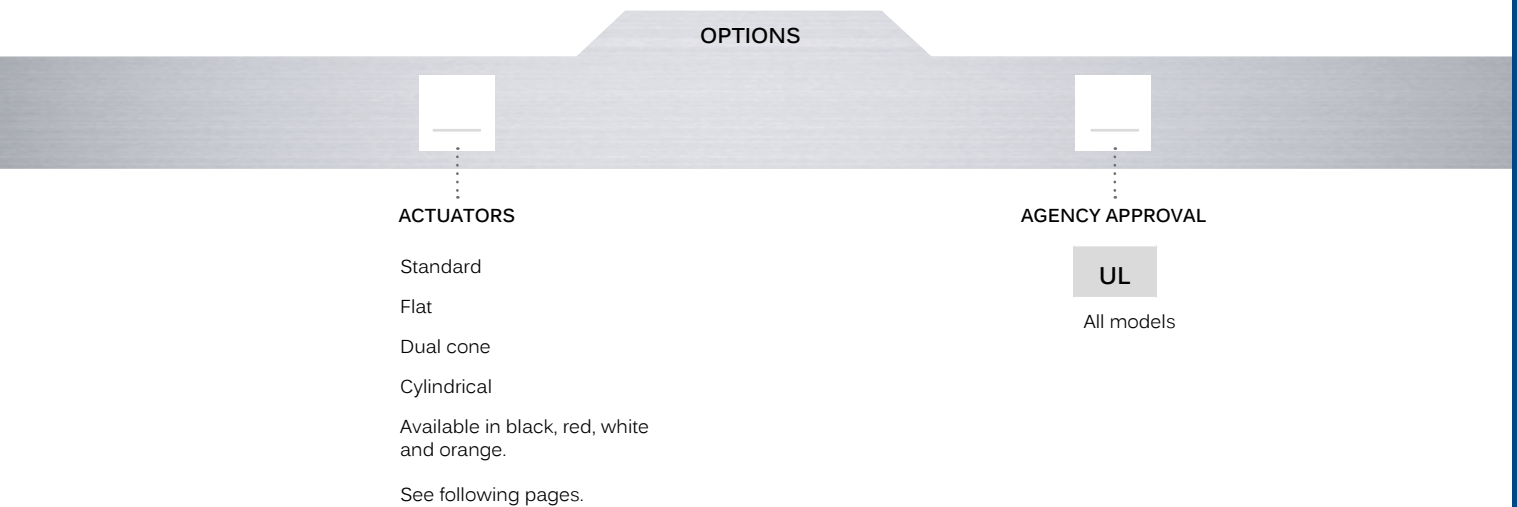 OPTIONS
ACTUATORS
Standard
Flat
Dual cone
Cylindrical
Available in black, red, white
and orange.
See following pages.
AGENCY APPROVAL
UL
All models